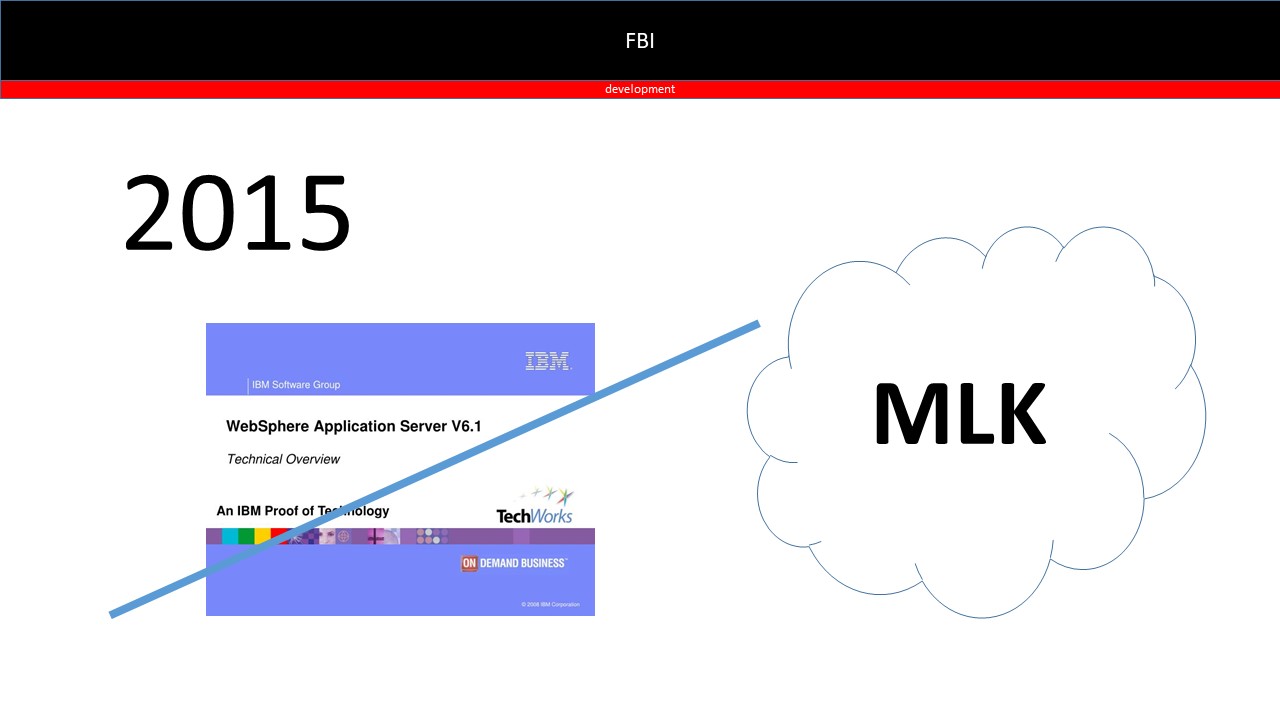 FBI
development
2015
IBM
IBM Software Group
WebSphere Application Server V6.1
Technical Overview
An IBM Proof of Technology
TechWorks
ON DEMAND BUSINESS
© 2008 IBM Corporation
MLK